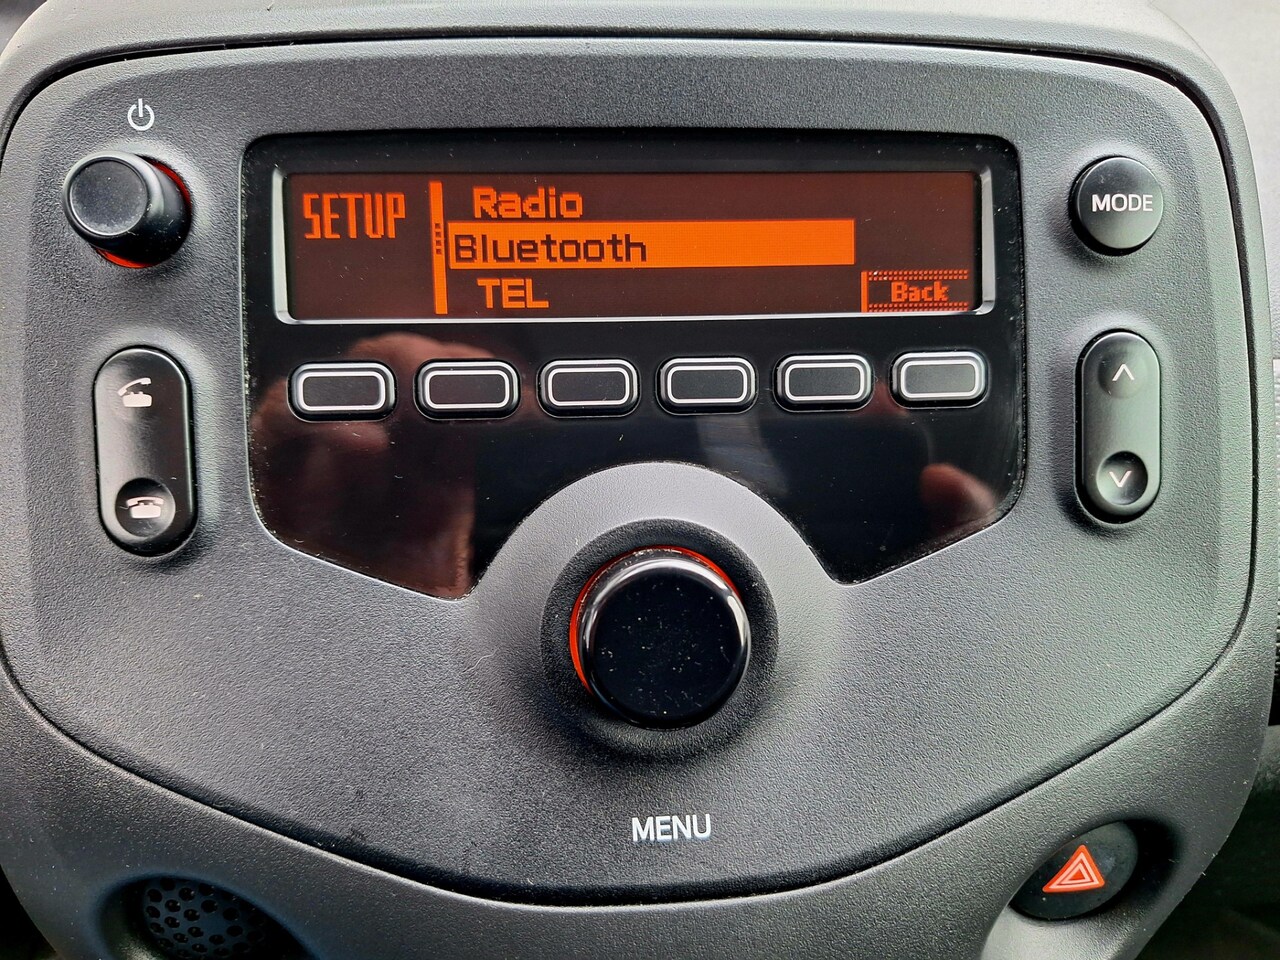 SETUP
Radio
Bluetooth
TEL
Back
MODE
MENU